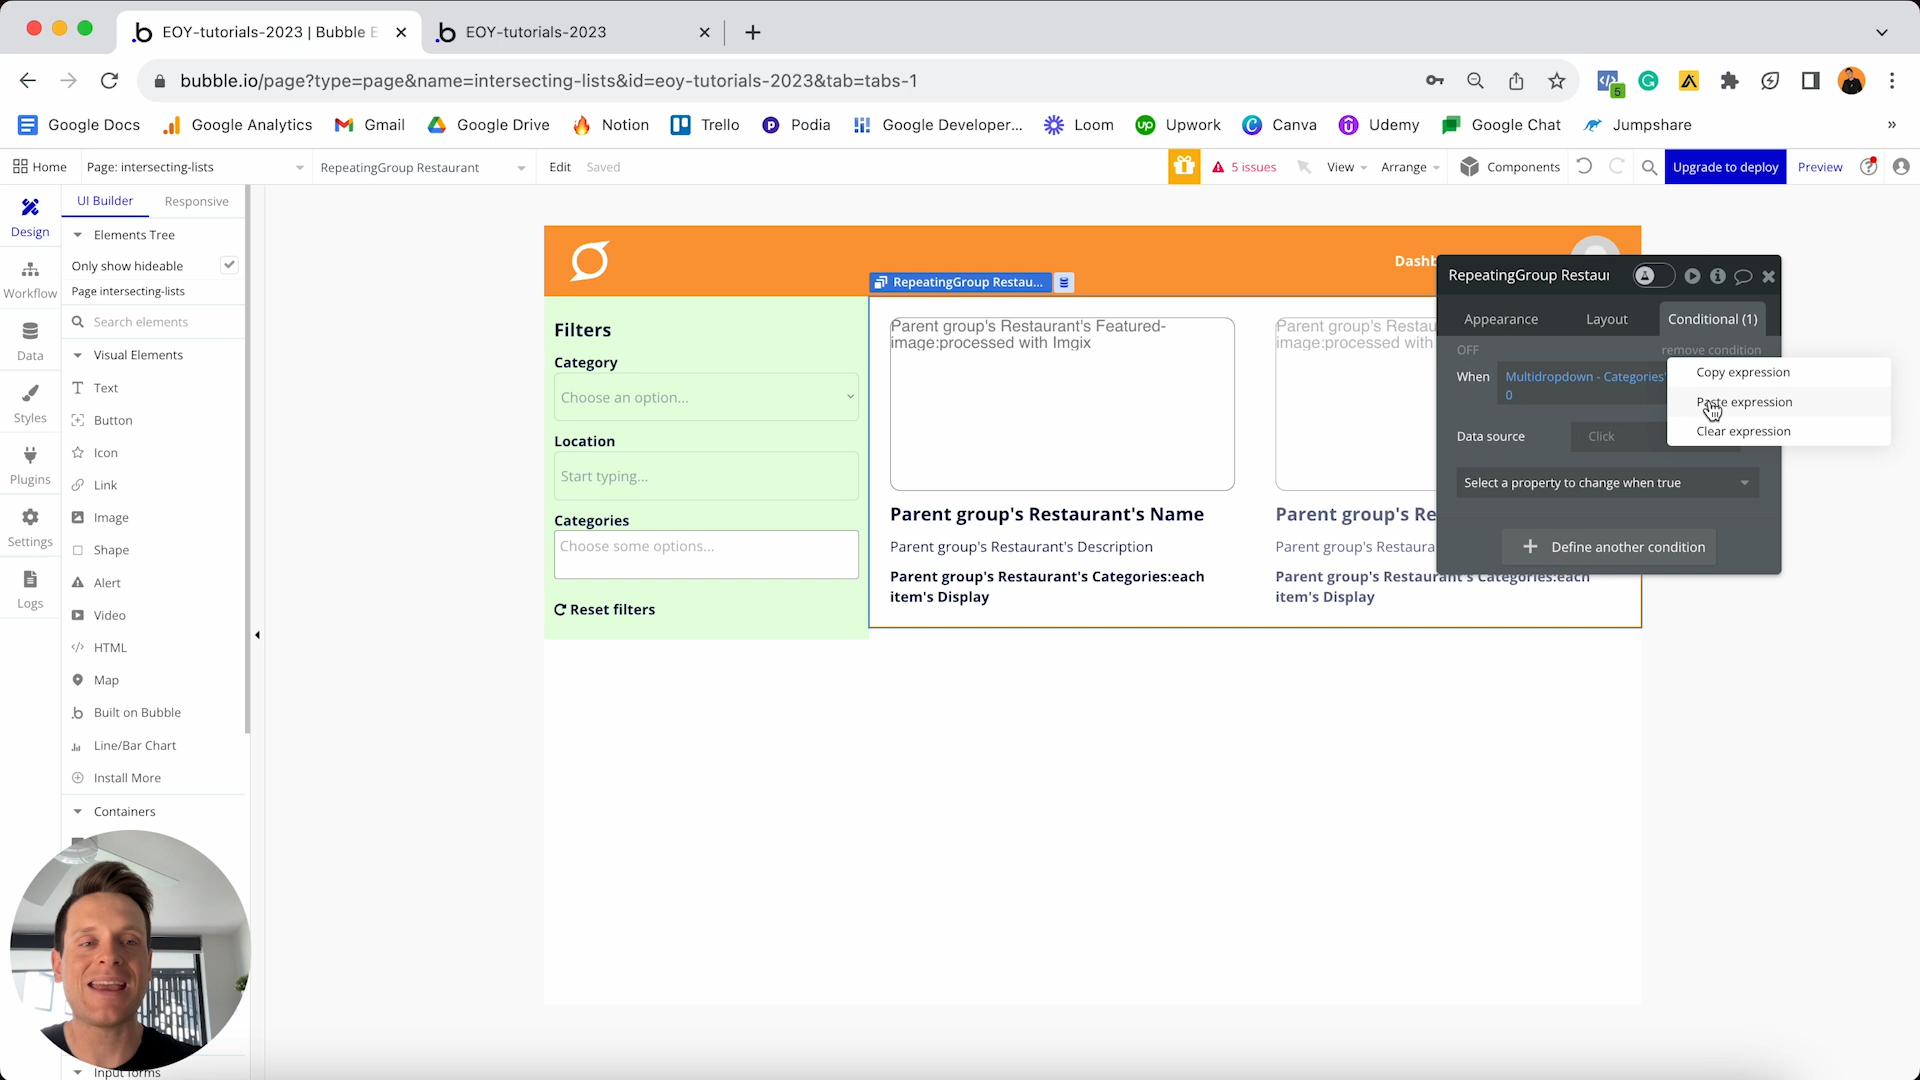 EOY-tutorials-2023 | Bubble E
EOY-tutorials-2023
bubble.io/page?type=page&name=intersecting-lists&id=eoy-tutorials-2023&tab=tabs-1
5
Google Docs
Google Analytics
Gmail
Google Drive
Notion
Trello
Podia
Google Developer...
Loom
Upwork
Canva
Udemy
Google Chat
Jumpshare
»
Home
Page: intersecting-lists
RepeatingGroup Restaurant
Edit
Saved
5 issues
View
Arrange
Components
Upgrade to deploy
Preview
Design
Workflow
Data
Styles
Plugins
Settings
Logs
UI Builder
Responsive
Elements Tree
Only show hideable
Page intersecting-lists
Search elements
Visual Elements
Text
Button
Icon
Link
Image
Shape
Alert
Video
HTML
Map
Built on Bubble
Line/Bar Chart
Install More
Containers
Input forms
Dashb
RepeatingGroup Restau...
Filters
Category
Choose an option...
Location
Start typing...
Categories
Choose some options...
Reset filters
Parent group's Restaurant's Featured-
image:processed with Imgix
Parent group's Restaurant's Name
Parent group's Restaurant's Description
Parent group's Restaurant's Categories:each
item's Display
Parent group's Restau
image:processed with
Parent group's Re
Parent group's Restaura
Parent group's Restaurant's Categories:each
item's Display
RepeatingGroup Restaur
Appearance
Layout
Conditional (1)
OFF
remove condition
When
Multidropdown - Categories'
0
Data source
Click
Select a property to change when true
Define another condition
Copy expression
Paste expression
Clear expression